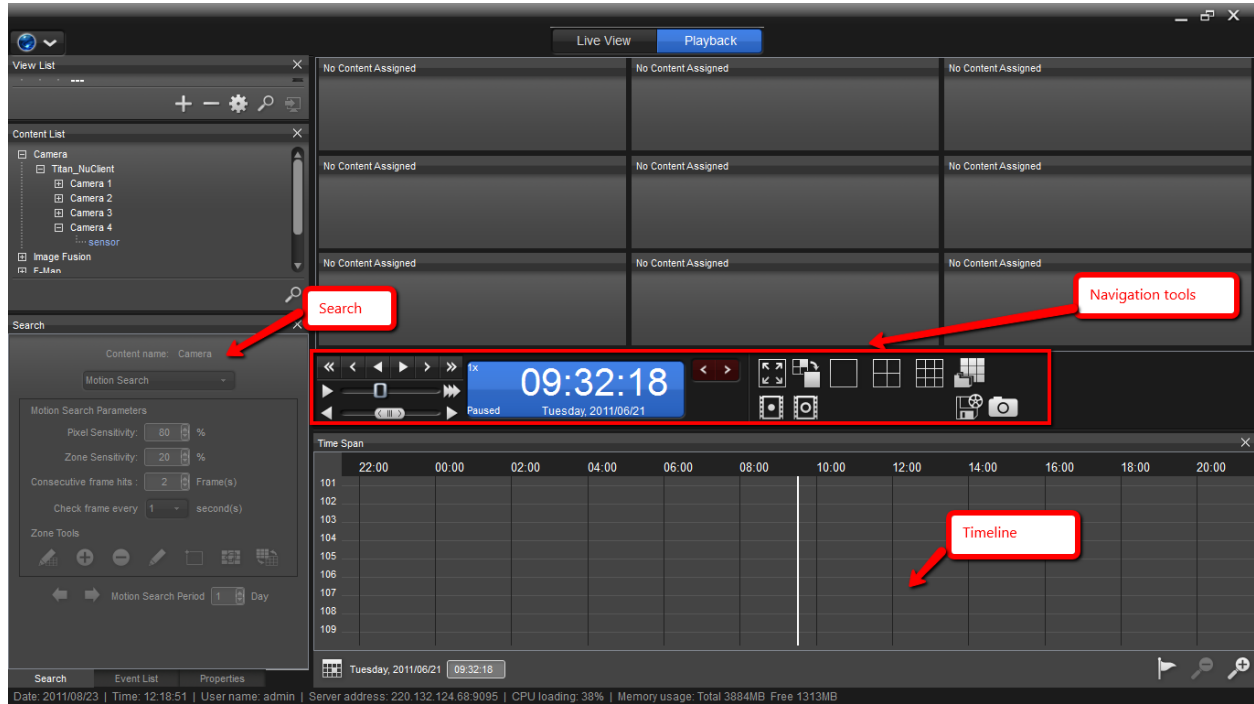 Live View
Playback
View List
Content List
Camera
Titan_NuClient
Camera 1
Camera 2
Camera 3
Camera 4
sensor
Image Fusion
E-Map
Search
Content name: Camera
Motion Search
Motion Search Parameters
Pixel Sensitivity: 80 %
Zone Sensitivity: 20 %
Consecutive frame hits : 2 Frame(s)
Check frame every 1 second(s)
Zone Tools
Motion Search Period 1 Day
Search Event List Properties
No Content Assigned No Content Assigned No Content Assigned
No Content Assigned No Content Assigned No Content Assigned
No Content Assigned No Content Assigned No Content Assigned
Search
Navigation tools
1x
09:32:18
Paused Tuesday, 2011/06/21
Time Span
22:00 00:00 02:00 04:00 06:00 08:00 10:00 12:00 14:00 16:00 18:00 20:00
101
102
103
104
105
106
107
108
109
Timeline
Tuesday, 2011/06/21 09:32:18
Date: 2011/08/23 | Time: 12:18:51 | User name: admin | Server address: 220.132.124.68:9095 | CPU loading: 38% | Memory usage: Total 3884MB Free 1313MB